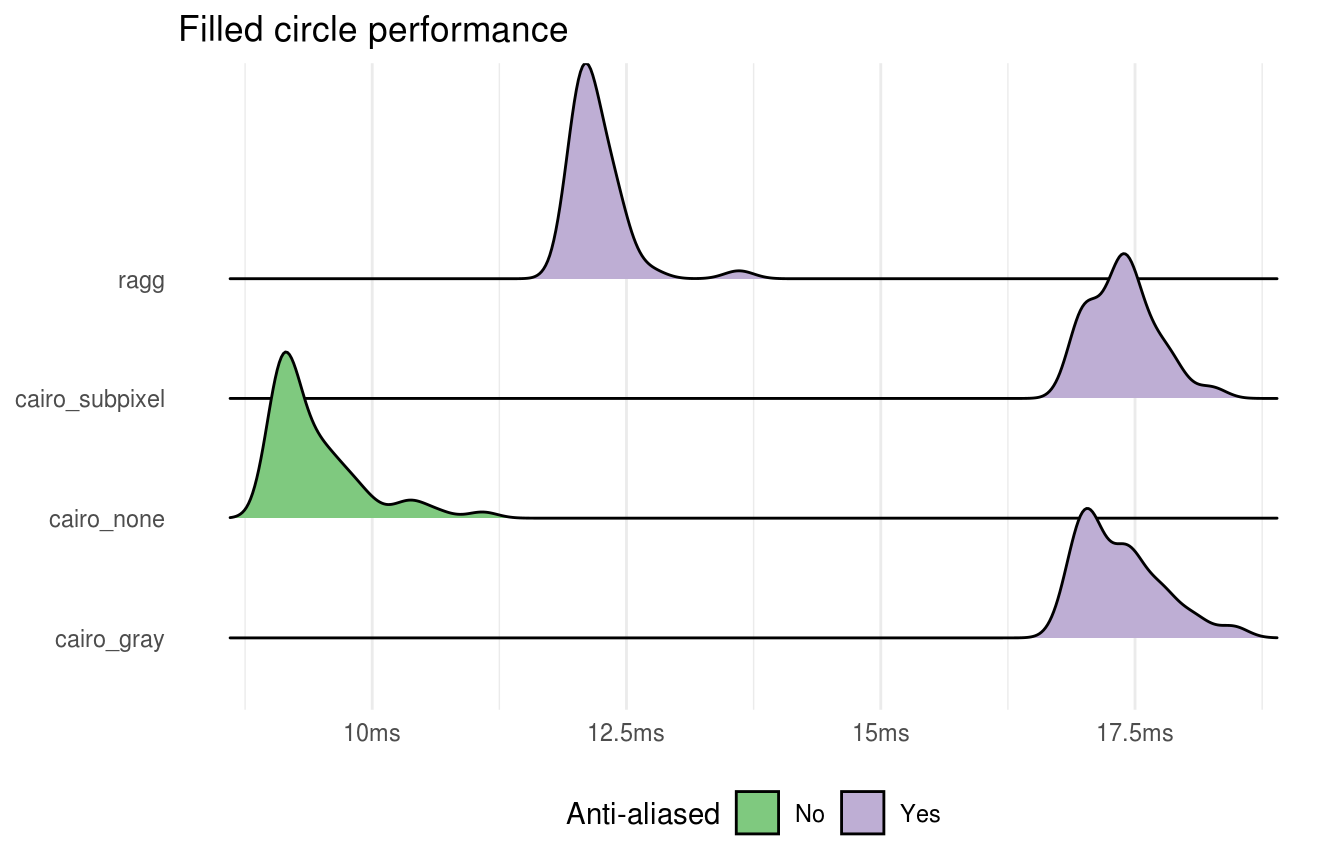 Filled circle performance
ragg
cairo_subpixel
cairo_none
cairo_gray
10ms 12.5ms 15ms 17.5ms
Anti-aliased No Yes